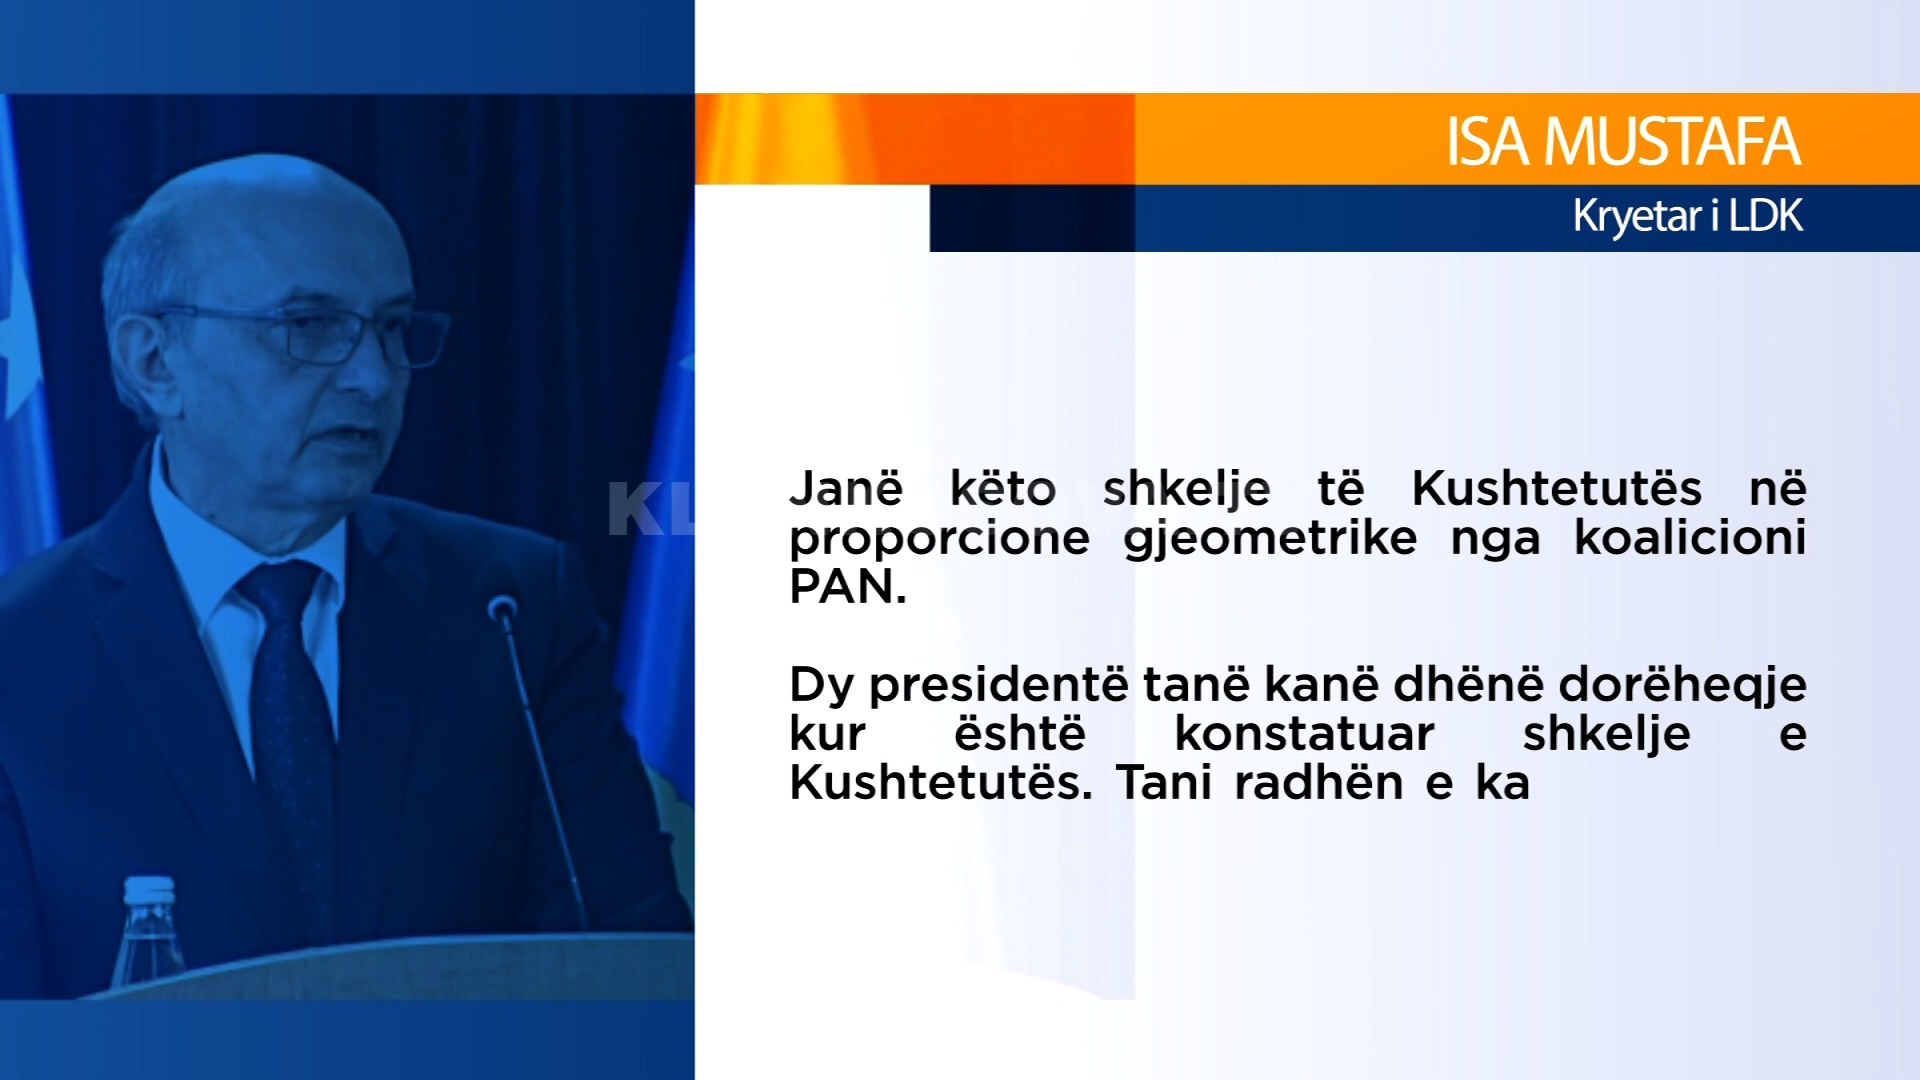 ISA MUSTAFA
Kryetar i LDK
Janë këto shkelje të Kushtetutës në
proporcione gjeometrike nga koalicioni
PAN.
Dy presidentë tanë kanë dhënë dorëheqje
kur është konstatuar shkelje e
Kushtetutës. Tani radhën e ka